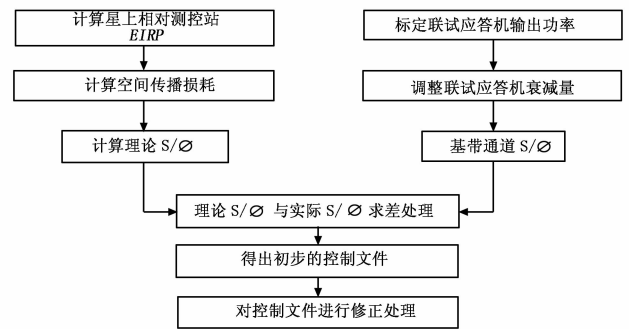 计算星上相对测控站
EIRP
计算空间传播损耗
计算理论 S/∅
标定联试应答机输出功率
调整联试应答机衰减量
基带通道 S/∅
理论 S/∅ 与实际 S/∅ 求差处理
得出初步的控制文件
对控制文件进行修正处理